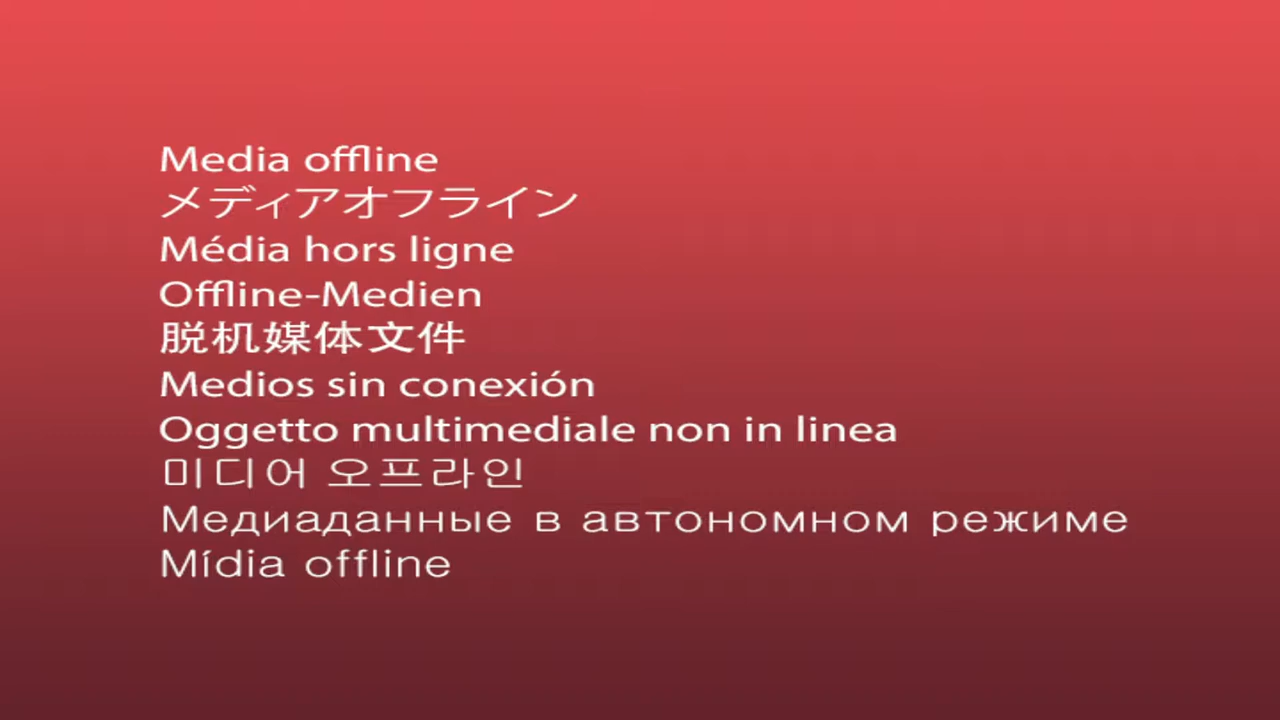 Media offline
メディアオフライン
Média hors ligne
Offline-Medien
脱机媒体文件
Medios sin conexión
Oggetto multimediale non in linea
미디어 오프라인
Медиаданные в автономном режиме
Mídia offline